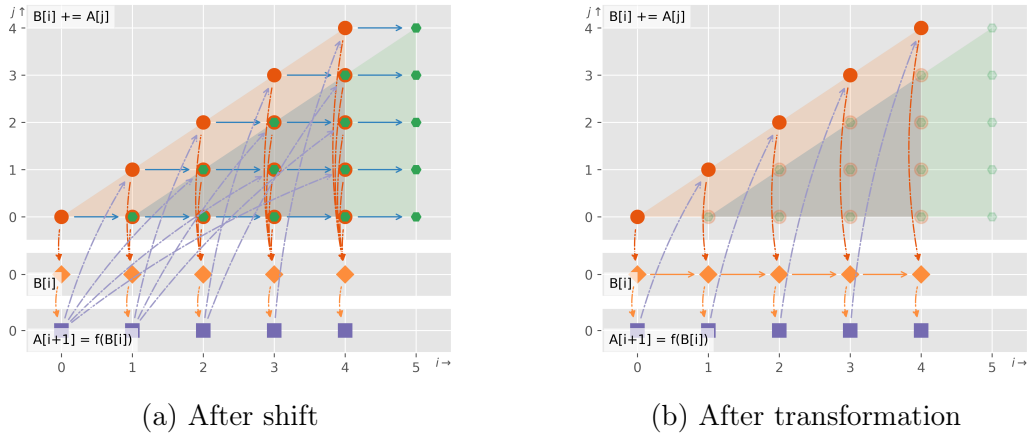 j↑
B[i] += A[j]
4
3
2
1
0
0
B[i]
0
A[i+1] = f(B[i])
0 1 2 3 4 5
i→
(a) After shift
j↑
B[i] += A[j]
4
3
2
1
0
0
B[i]
0
A[i+1] = f(B[i])
0 1 2 3 4 5
i→
(b) After transformation